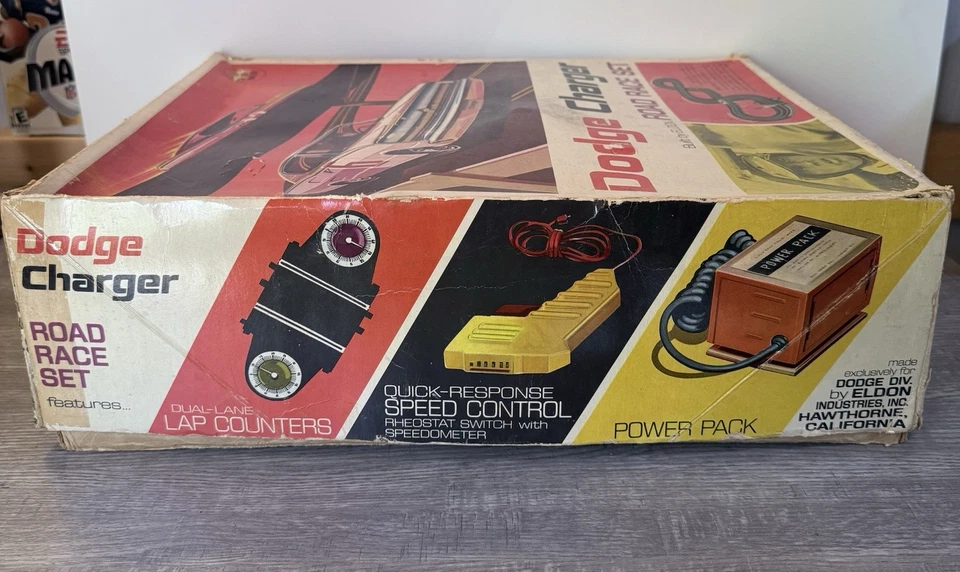 MA
E
Dodge Charger
ROAD RACE SET
Dodge
Charger
ROAD
RACE
SET
features...
DUAL-LANE
LAP COUNTERS
QUICK-RESPONSE
SPEED CONTROL
RHEOSTAT SWITCH with
SPEEDOMETER
POWER PACK
POWER PACK
made
exclusively for
DODGE DIV.
by ELDON
INDUSTRIES, INC.
HAWTHORNE,
CALIFORNIA